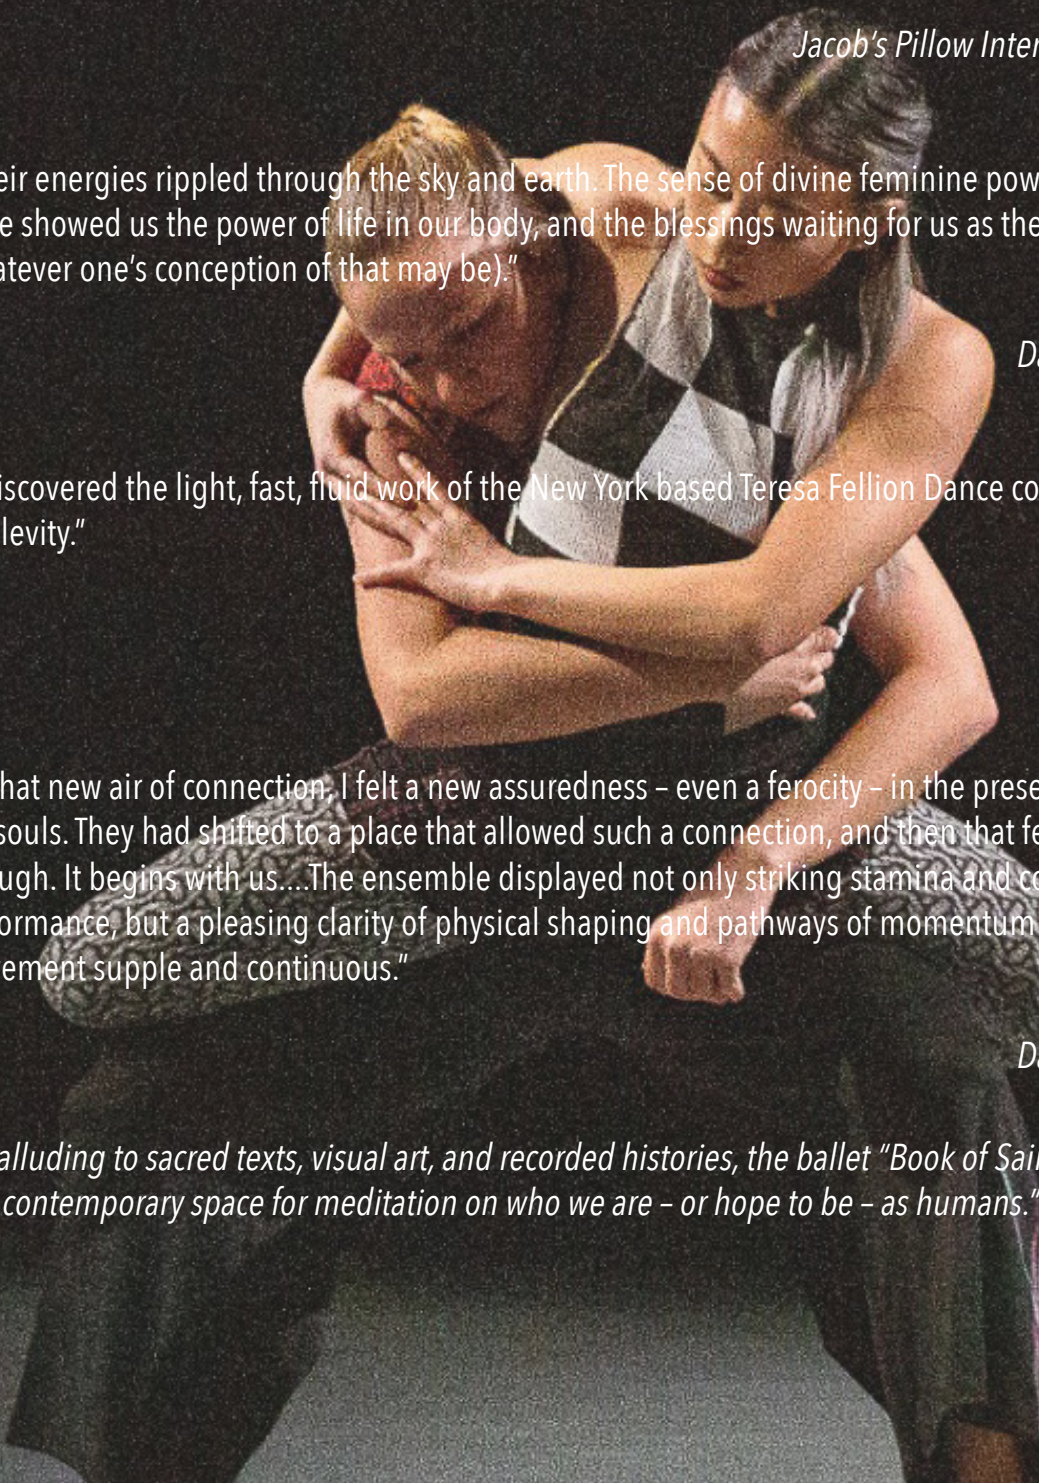 Jacob's Pillow Inter
eir energies rippled through the sky and earth. The sense of divine feminine pow
e showed us the power of life in our body, and the blessings waiting for us as the
atever one's conception of that may be)."
Da
iscovered the light, fast, fluid work of the New York based Teresa Fellion Dance co
levity."
hat new air of connection, I felt a new assuredness – even a ferocity – in the prese
souls. They had shifted to a place that allowed such a connection, and then that fe
ugh. It begins with us....The ensemble displayed not only striking stamina and co
ormance, but a pleasing clarity of physical shaping and pathways of momentum
ement supple and continuous."
Da
alluding to sacred texts, visual art, and recorded histories, the ballet "Book of Sai
contemporary space for meditation on who we are – or hope to be – as humans."